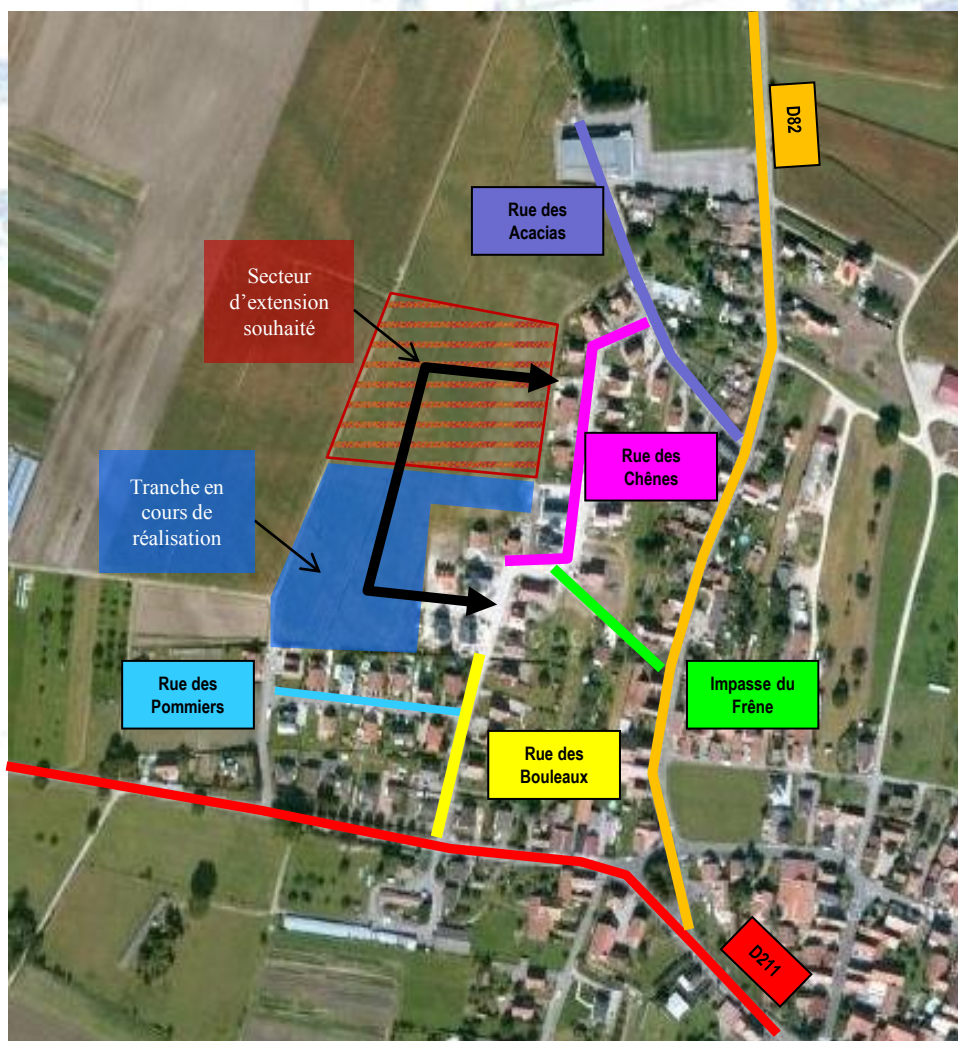 D82
Rue des
Acacias
Secteur
d'extension
souhaité
Rue des
Chênes
Tranche en
cours de
réalisation
Rue des
Pommiers
Impasse du
Frêne
Rue des
Bouleaux
D211